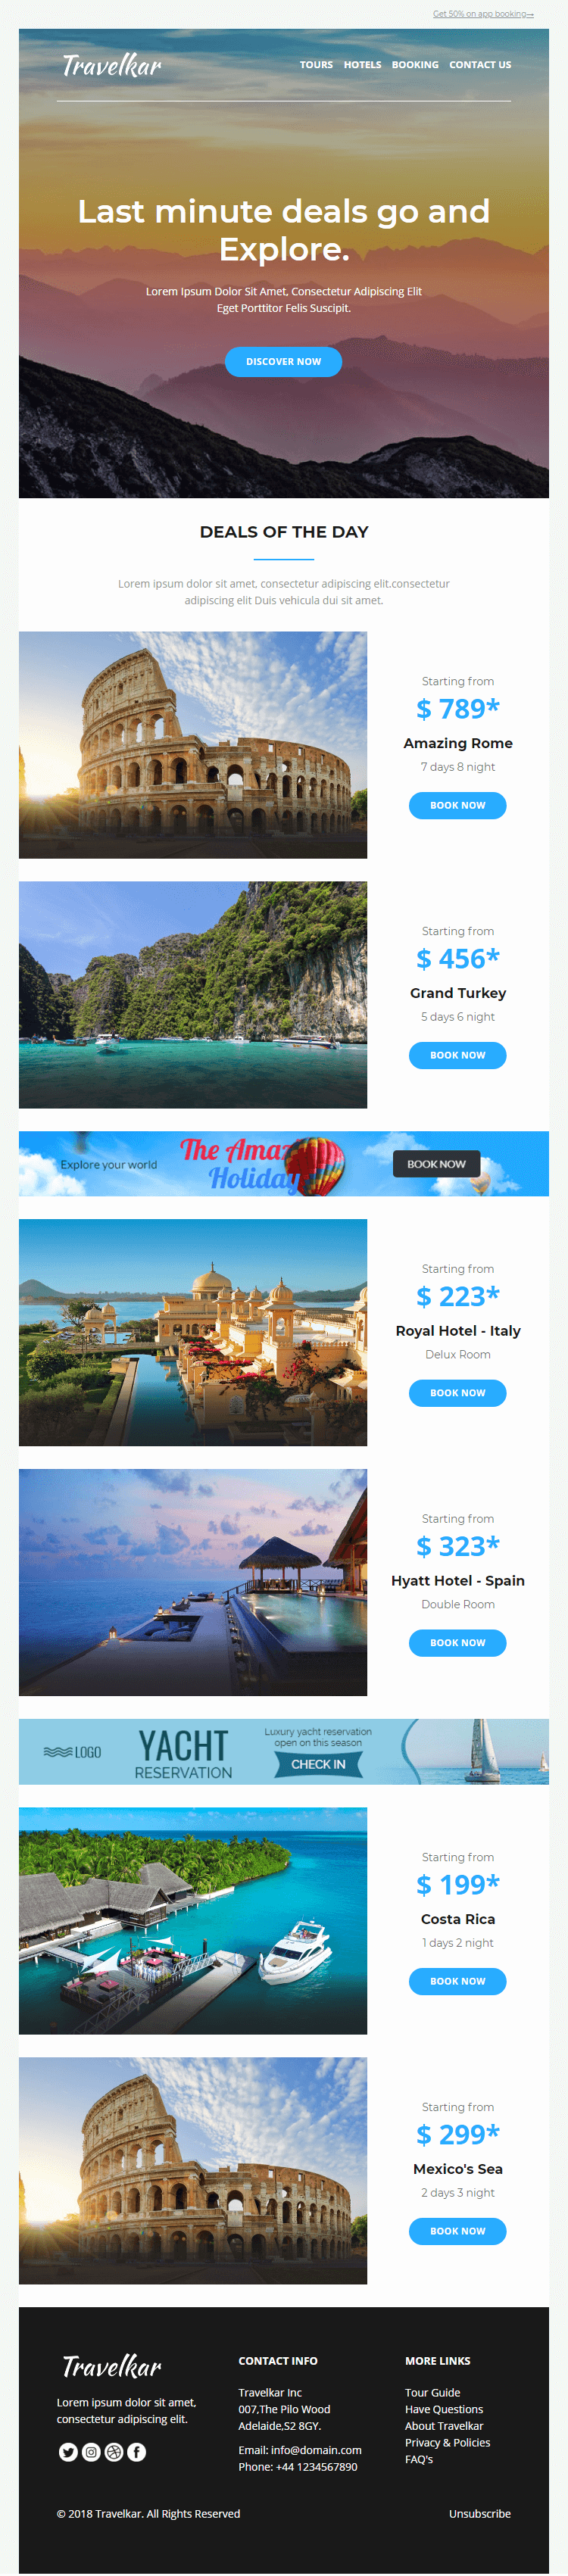 Get 50% on app booking→
Travelkar
TOURS HOTELS BOOKING CONTACT US
Last minute deals go and
Explore.
Lorem Ipsum Dolor Sit Amet, Consectetur Adipiscing Elit
Eget Porttitor Felis Suscipit.
DISCOVER NOW
DEALS OF THE DAY
Lorem ipsum dolor sit amet, consectetur adipiscing elit.consectetur
adipiscing elit Duis vehicula dui sit amet.
Starting from
$ 789*
Amazing Rome
7 days 8 night
BOOK NOW
Starting from
$ 456*
Grand Turkey
5 days 6 night
BOOK NOW
Explore your world
The Amaz
Holiday
BOOK NOW
Starting from
$ 223*
Royal Hotel - Italy
Delux Room
BOOK NOW
Starting from
$ 323*
Hyatt Hotel - Spain
Double Room
BOOK NOW
LOGO
YACHT
RESERVATION
Luxury yacht reservation
open on this season
CHECK IN
Starting from
$ 199*
Costa Rica
1 days 2 night
BOOK NOW
Starting from
$ 299*
Mexico's Sea
2 days 3 night
BOOK NOW
Travelkar
Lorem ipsum dolor sit amet,
consectetur adipiscing elit.
CONTACT INFO
Travelkar Inc
007,The Pilo Wood
Adelaide,S2 8GY.
Email: info@domain.com
Phone: +44 1234567890
MORE LINKS
Tour Guide
Have Questions
About Travelkar
Privacy & Policies
FAQ's
© 2018 Travelkar. All Rights Reserved
Unsubscribe